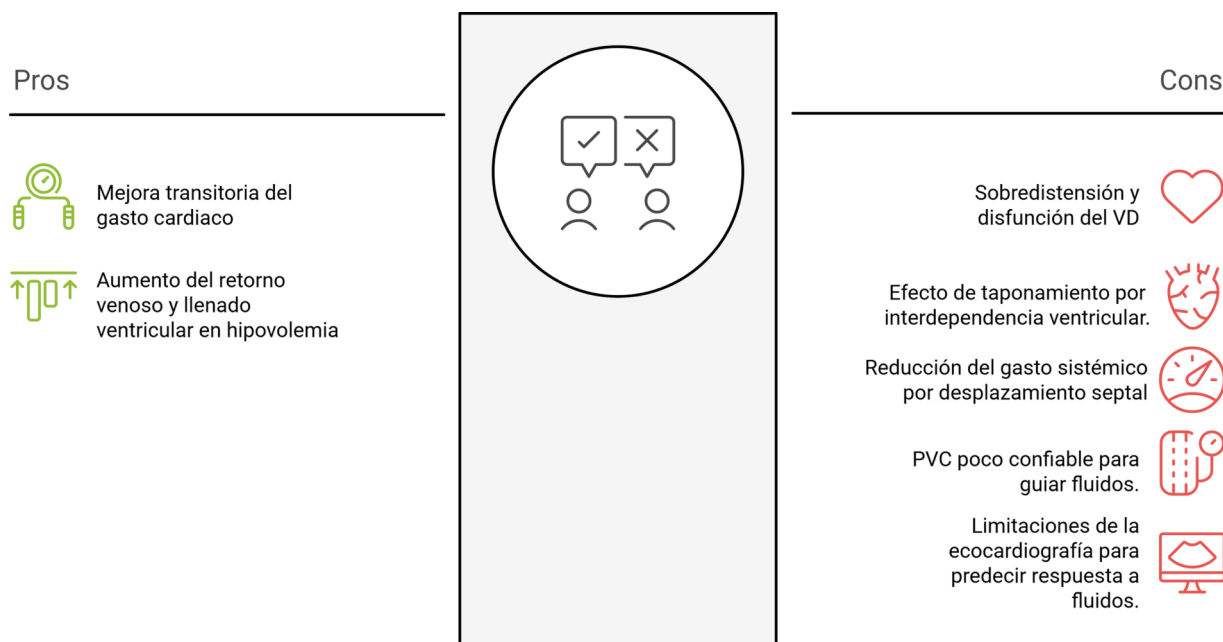 Pros
Mejora transitoria del
gasto cardiaco
Aumento del retorno
venoso y llenado
ventricular en hipovolemia
Cons
Sobredistensión y
disfunción del VD
Efecto de taponamiento por
interdependencia ventricular.
Reducción del gasto sistémico
por desplazamiento septal
PVC poco confiable para
guiar fluidos.
Limitaciones de la
ecocardiografía para
predecir respuesta a
fluidos.